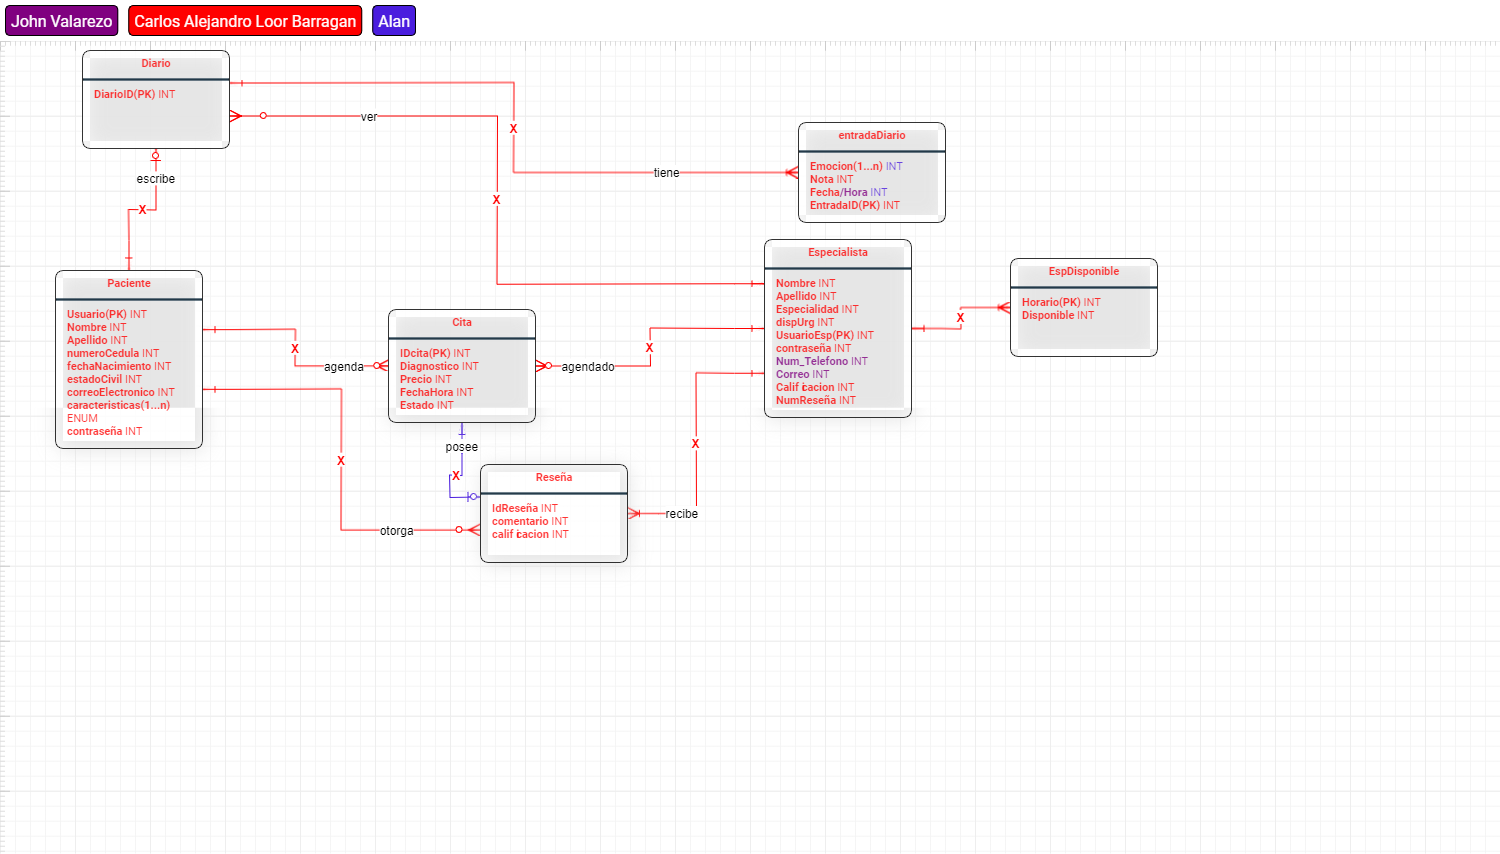 John Valarezo
Carlos Alejandro Loor Barragan
Alan
Diario
DiarioID(PK) INT
ver
escribe
X
X
X
tiene
entradaDiario
Emocion(1...n) INT
Nota INT
Fecha/Hora INT
EntradaID(PK) INT
Paciente
Usuario(PK) INT
Nombre INT
Apellido INT
numeroCedula INT
fechaNacimiento INT
estadoCivil INT
correoElectronico INT
caracteristicas(1...n)
ENUM
contraseña INT
X
agenda
X
otorga
Cita
IDcita(PK) INT
Diagnostico INT
Precio INT
FechaHora INT
Estado INT
X
agendado
posee
X
Reseña
IdReseña INT
comentario INT
calificacion INT
X
recibe
Especialista
Nombre INT
Apellido INT
Especialidad INT
dispUrg INT
UsuarioEsp(PK) INT
contraseña INT
Num_Telefono INT
Correo INT
Calificacion INT
NumReseña INT
X
EspDisponible
Horario(PK) INT
Disponible INT